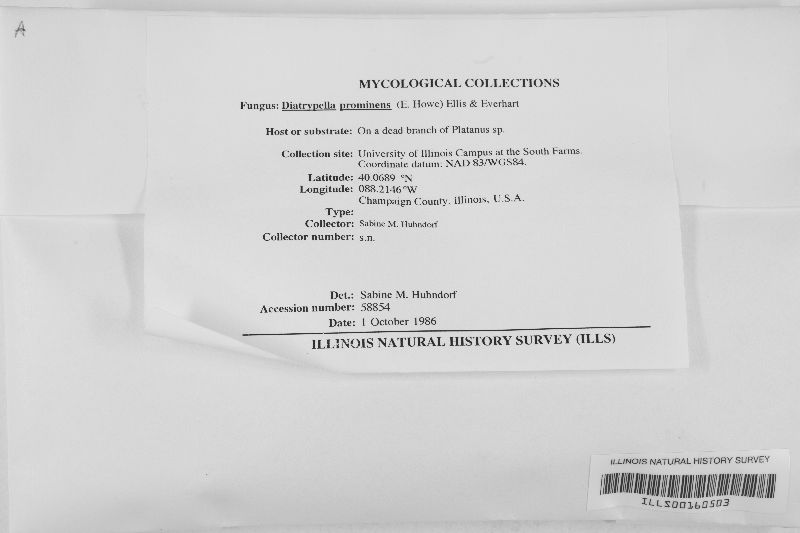 A
MYCOLOGICAL COLLECTIONS
Fungus: Diatrypella prominens (E. Howe) Ellis & Everhart
Host or substrate: On a dead branch of Platanus sp.
Collection site: University of Illinois Campus at the South Farms.
Coordinate datum: NAD 83/WGS84.
Latitude: 40.0689 °N
Longitude: 088.2146 °W
Champaign County, Illinois, U.S.A.
Type:
Collector: Sabine M. Huhndorf
Collector number: s.n.
Det.: Sabine M. Huhndorf
Accession number: 58854
Date: 1 October 1986
ILLINOIS NATURAL HISTORY SURVEY (ILLS)
ILLINOIS NATURAL HISTORY SURVEY
ILLS00160503